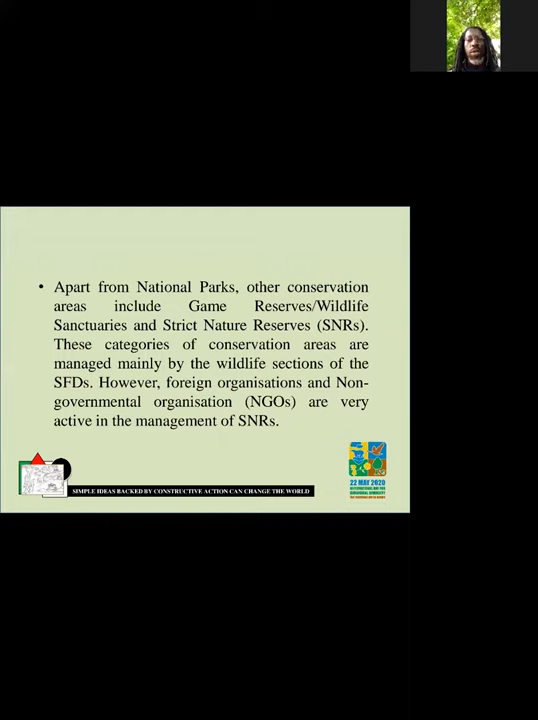 • Apart from National Parks, other conservation
areas include Game Reserves/Wildlife
Sanctuaries and Strict Nature Reserves (SNRs).
These categories of conservation areas are
managed mainly by the wildlife sections of the
SFDs. However, foreign organisations and Non-
governmental organisation (NGOs) are very
active in the management of SNRs.
SIMPLE IDEAS BACKED BY CONSTRUCTIVE ACTION CAN CHANGE THE WORLD
22 MAY 2020
INTERNATIONAL DAY FOR
BIOLOGICAL DIVERSITY